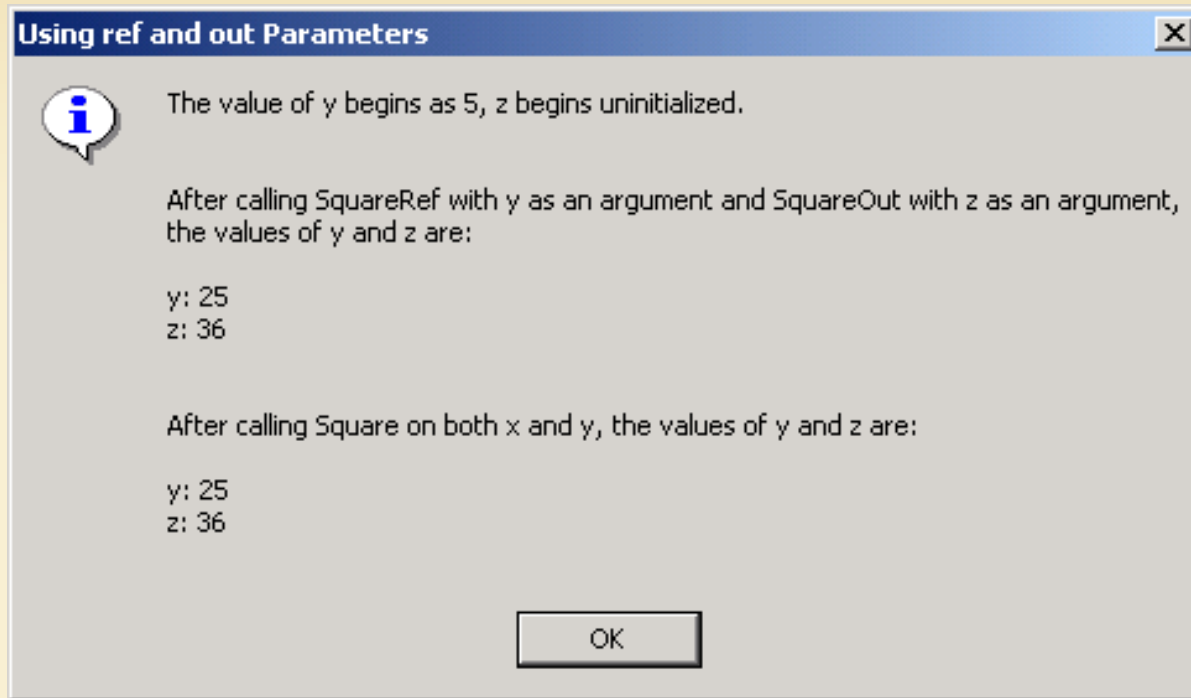 Using ref and out Parameters
The value of y begins as 5, z begins uninitialized.
After calling SquareRef with y as an argument and SquareOut with z as an argument,
the values of y and z are:
y: 25
z: 36
After calling Square on both x and y, the values of y and z are:
y: 25
z: 36
OK